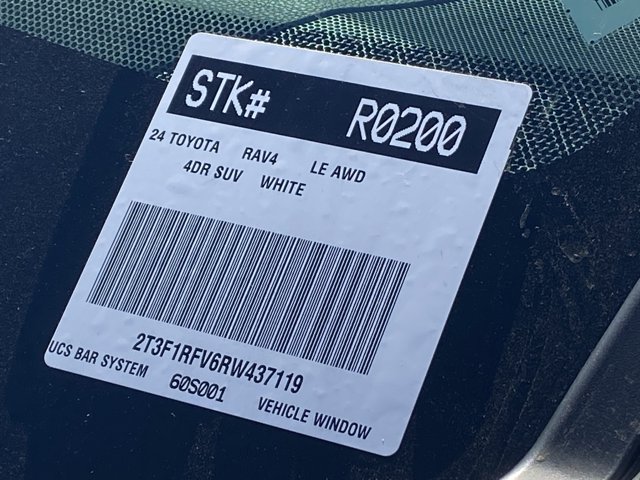 STK# R0200
24 TOYOTA RAV4 LE AWD
4DR SUV WHITE
2T3F1RFV6RW437119
UCS BAR SYSTEM 60S001 VEHICLE WINDOW